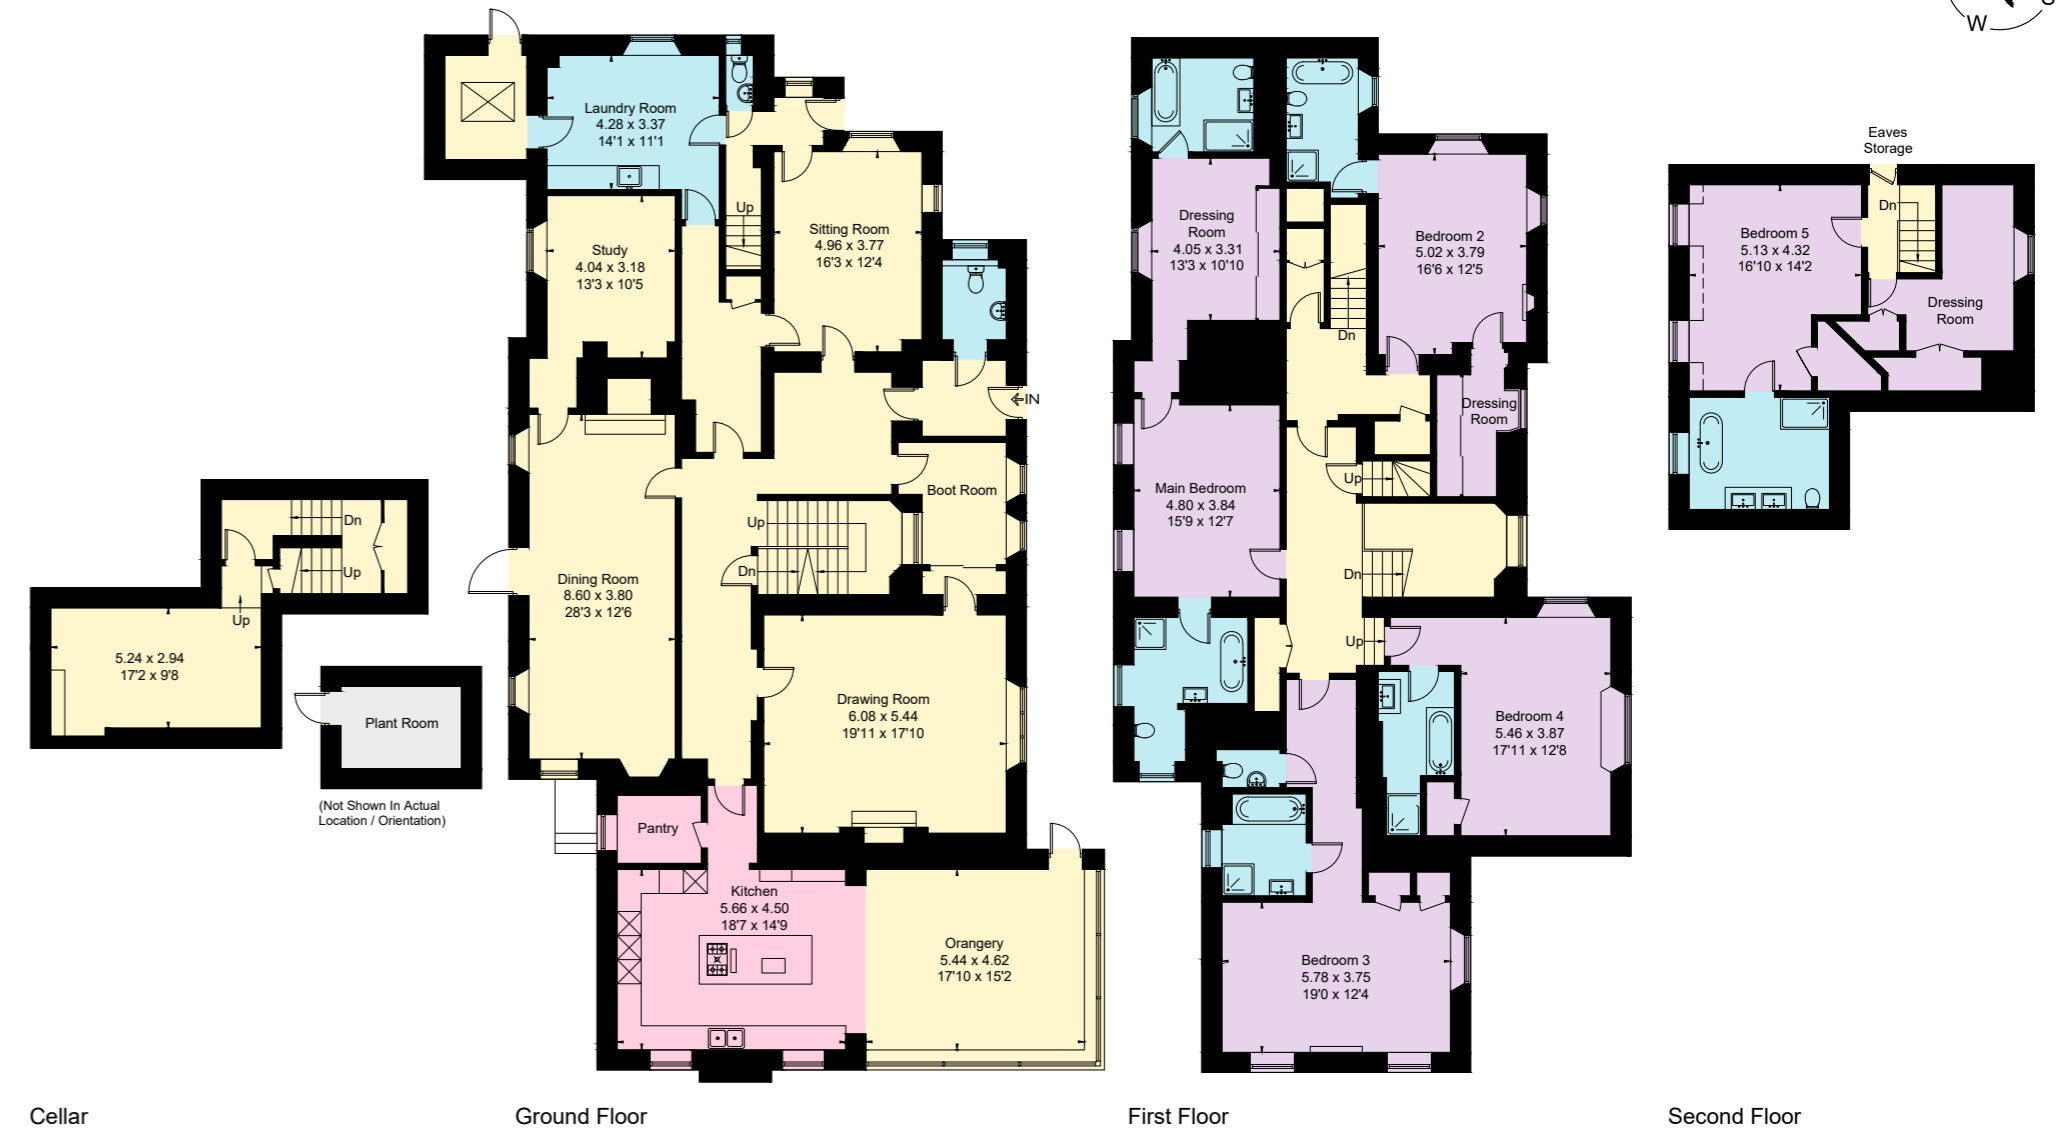 W
Laundry Room
4.28 x 3.37
14'1 x 11'1
Up
Study
4.04 x 3.18
13'3 x 10'5
Sitting Room
4.96 x 3.77
16'3 x 12'4
IN
Boot Room
Up
Dn
Dining Room
8.60 x 3.80
28'3 x 12'6
Drawing Room
6.08 x 5.44
19'11 x 17'10
Pantry
Kitchen
5.66 x 4.50
18'7 x 14'9
Orangery
5.44 x 4.62
17'10 x 15'2
Dn
Up
Up
5.24 x 2.94
17'2 x 9'8
Plant Room
(Not Shown In Actual
Location / Orientation)
Dressing
Room
4.05 x 3.31
13'3 x 10'10
Bedroom 2
5.02 x 3.79
16'6 x 12'5
Dn
Dressing
Room
Main Bedroom
4.80 x 3.84
15'9 x 12'7
Up
Dn
Up
Bedroom 4
5.46 x 3.87
17'11 x 12'8
Bedroom 3
5.78 x 3.75
19'0 x 12'4
Eaves
Storage
Dn
Bedroom 5
5.13 x 4.32
16'10 x 14'2
Dressing
Room
Cellar
Ground Floor
First Floor
Second Floor